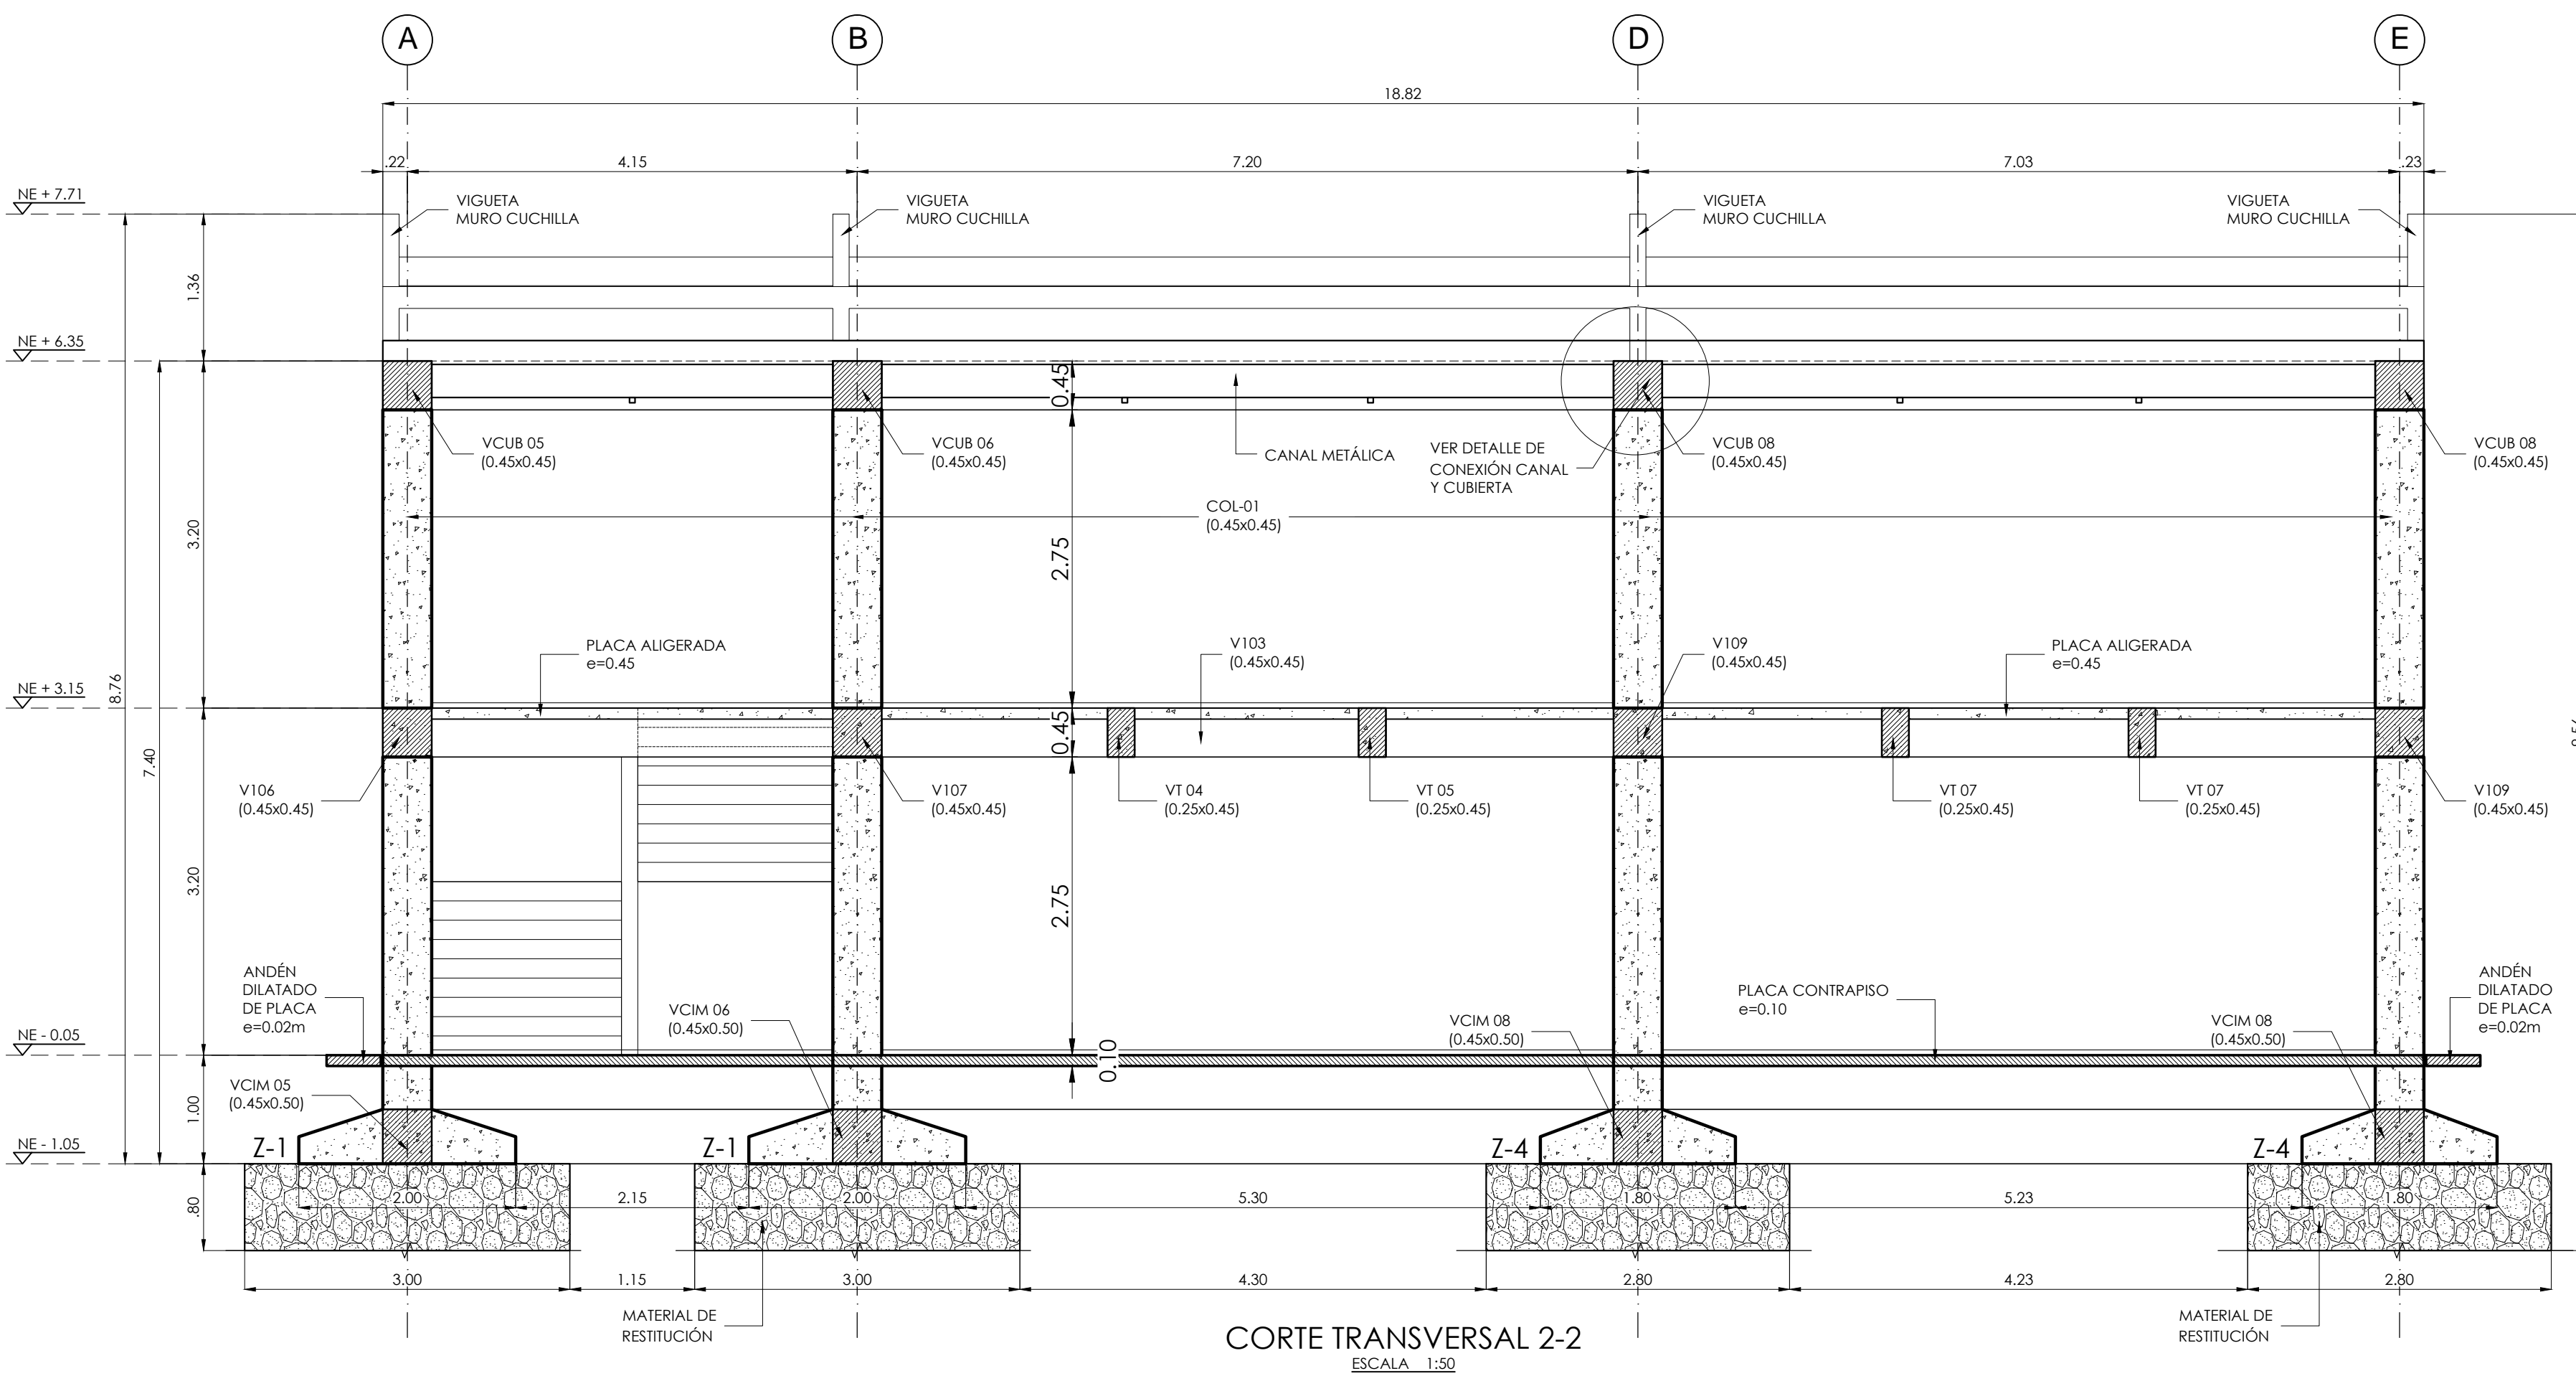 A
B
D
E
18.82
.22
4.15
7.20
7.03
.23
NE + 7.71
VIGUETA
MURO CUCHILLA
VIGUETA
MURO CUCHILLA
VIGUETA
MURO CUCHILLA
VIGUETA
MURO CUCHILLA
1.36
NE + 6.35
0.45
VCUB 05
(0.45x0.45)
VCUB 06
(0.45x0.45)
CANAL METÁLICA
VER DETALLE DE
CONEXIÓN CANAL
Y CUBIERTA
VCUB 08
(0.45x0.45)
VCUB 08
(0.45x0.45)
3.20
COL-01
(0.45x0.45)
2.75
PLACA ALIGERADA
e=0.45
V103
(0.45x0.45)
V109
(0.45x0.45)
PLACA ALIGERADA
e=0.45
NE + 3.15
8.76
7.40
0.45
V106
(0.45x0.45)
V107
(0.45x0.45)
VT 04
(0.25x0.45)
VT 05
(0.25x0.45)
VT 07
(0.25x0.45)
VT 07
(0.25x0.45)
V109
(0.45x0.45)
3.20
2.75
ANDÉN
DILATADO
DE PLACA
e=0.02m
VCIM 06
(0.45x0.50)
VCIM 08
(0.45x0.50)
PLACA CONTRAPISO
e=0.10
VCIM 08
(0.45x0.50)
ANDÉN
DILATADO
DE PLACA
e=0.02m
NE - 0.05
0.10
VCIM 05
(0.45x0.50)
1.00
NE - 1.05
Z-1
Z-1
Z-4
Z-4
.80
2.00
2.15
2.00
5.30
1.80
5.23
1.80
3.00
1.15
3.00
4.30
2.80
4.23
2.80
MATERIAL DE
RESTITUCIÓN
MATERIAL DE
RESTITUCIÓN
CORTE TRANSVERSAL 2-2
ESCALA 1:50